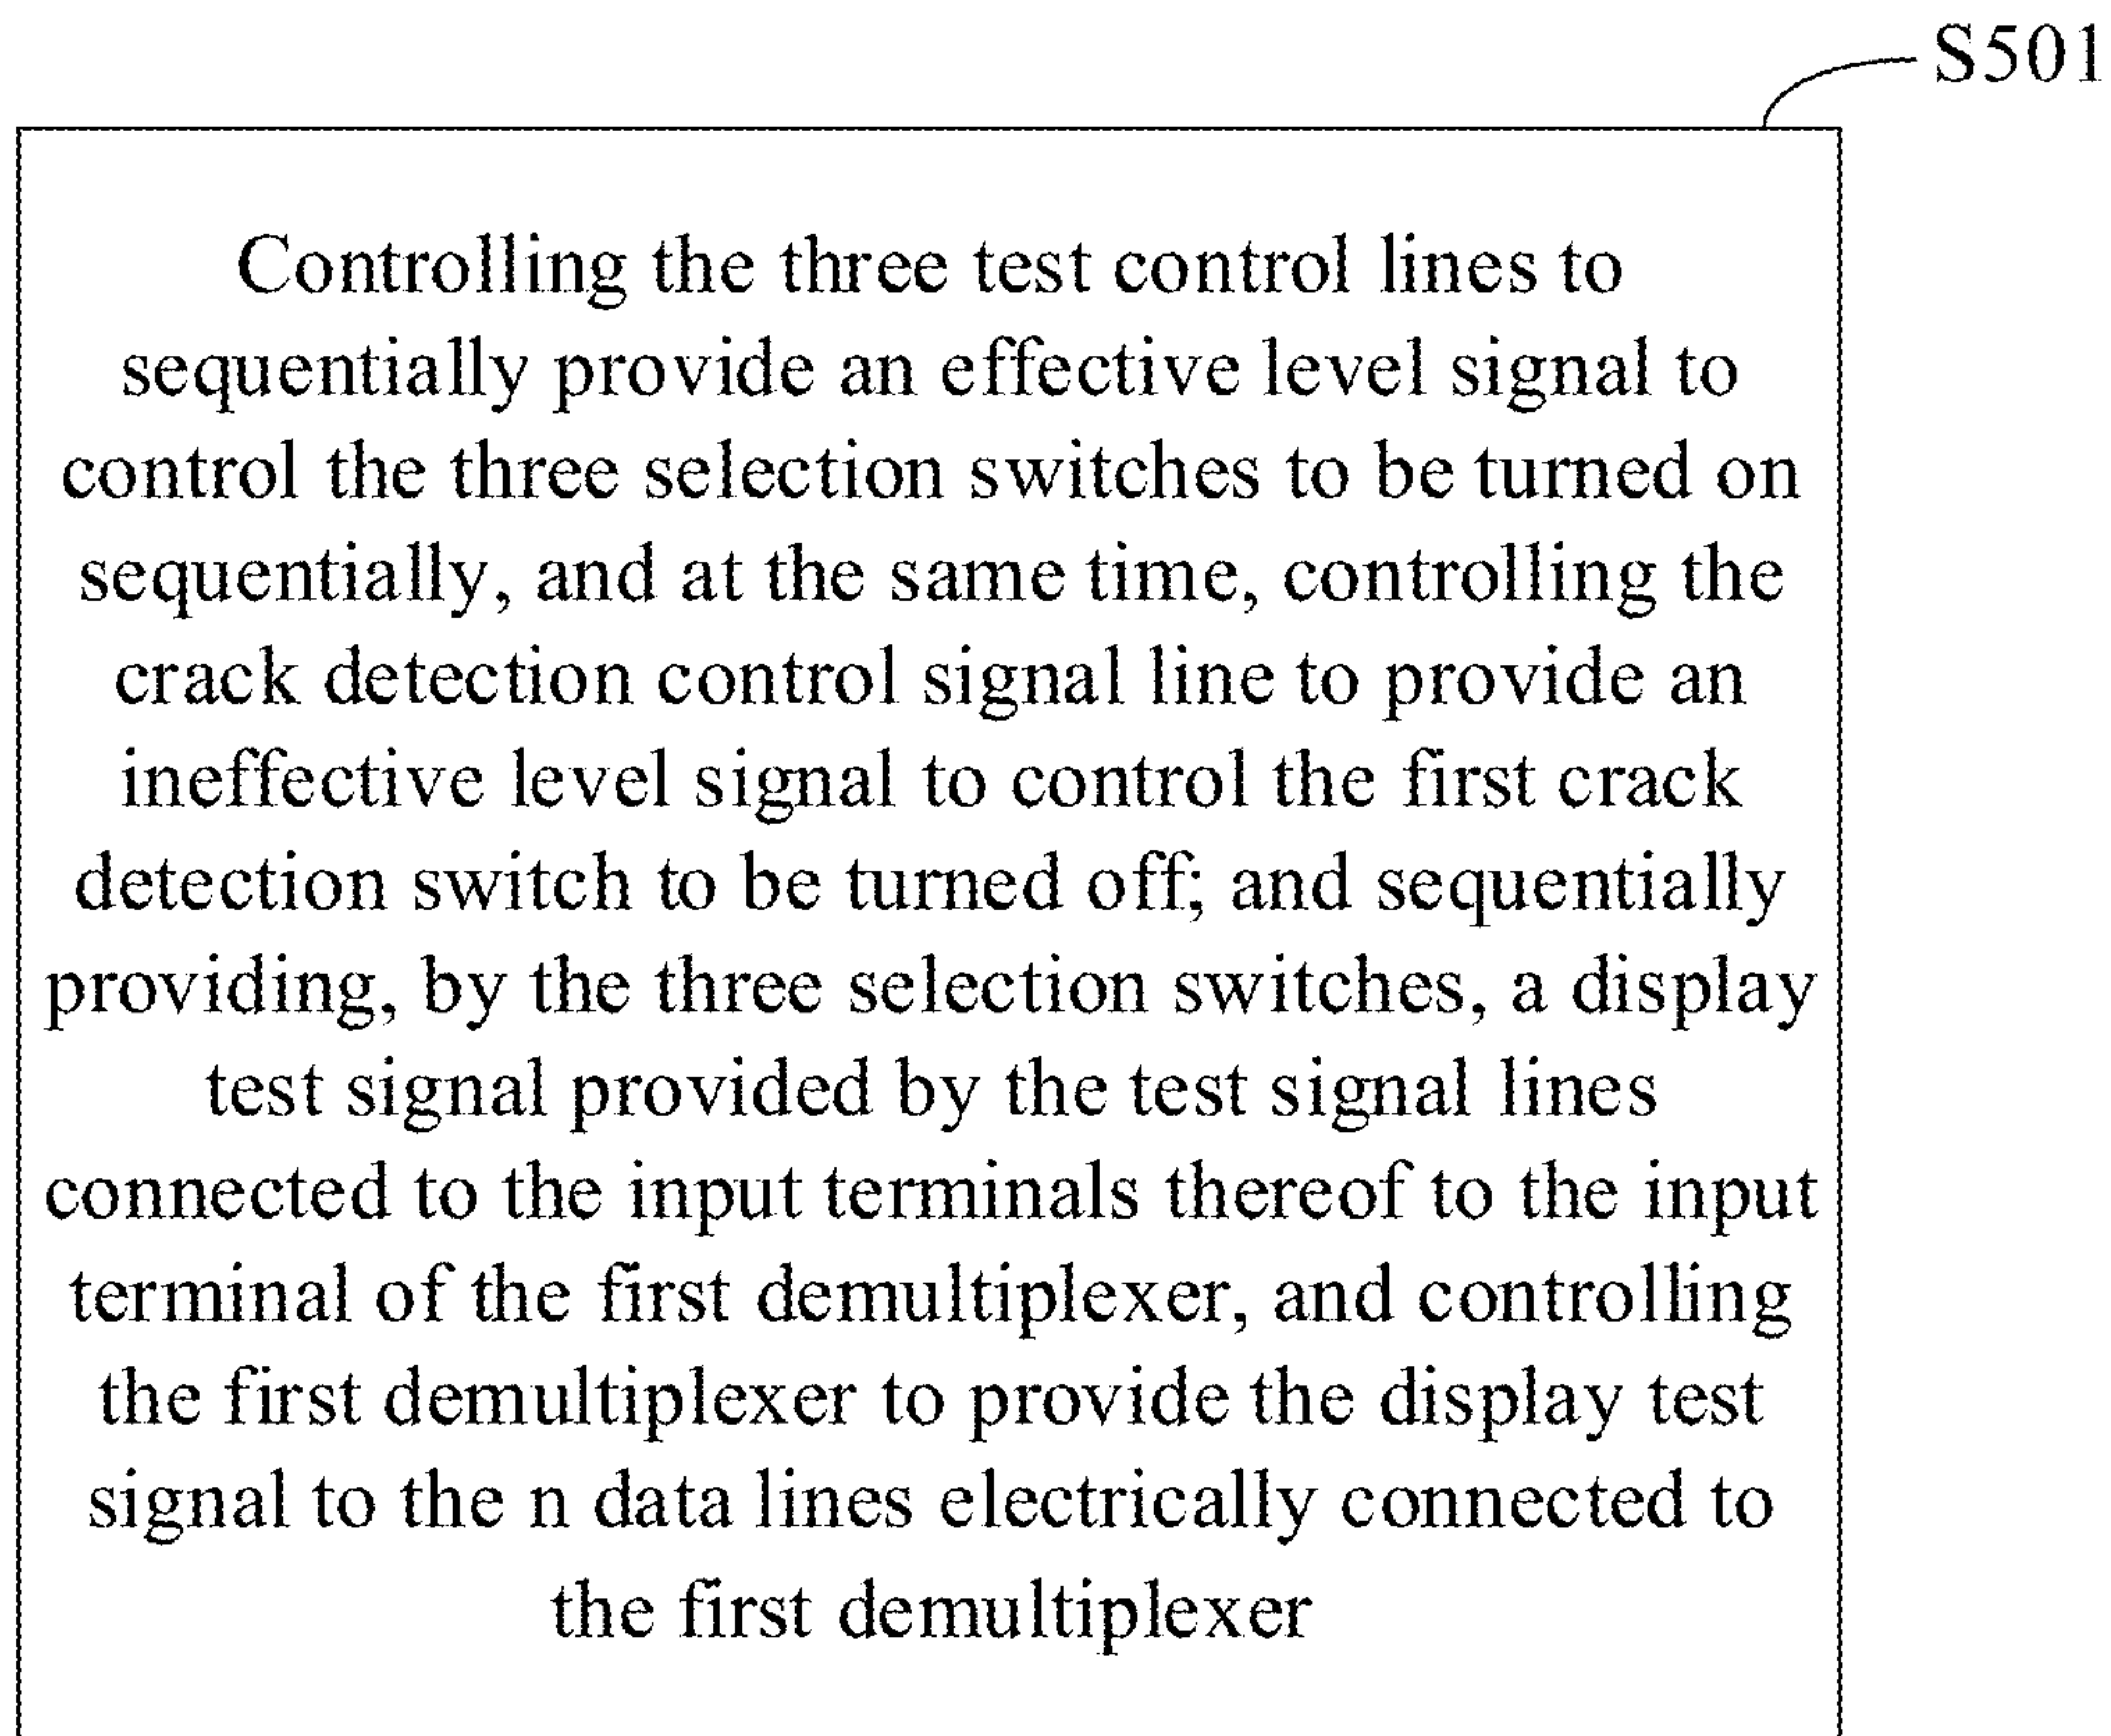 S501
Controlling the three test control lines to
sequentially provide an effective level signal to
control the three selection switches to be turned on
sequentially, and at the same time, controlling the
crack detection control signal line to provide an
ineffective level signal to control the first crack
detection switch to be turned off; and sequentially
providing, by the three selection switches, a display
test signal provided by the test signal lines
connected to the input terminals thereof to the input
terminal of the first demultiplexer, and controlling
the first demultiplexer to provide the display test
signal to the n data lines electrically connected to
the first demultiplexer